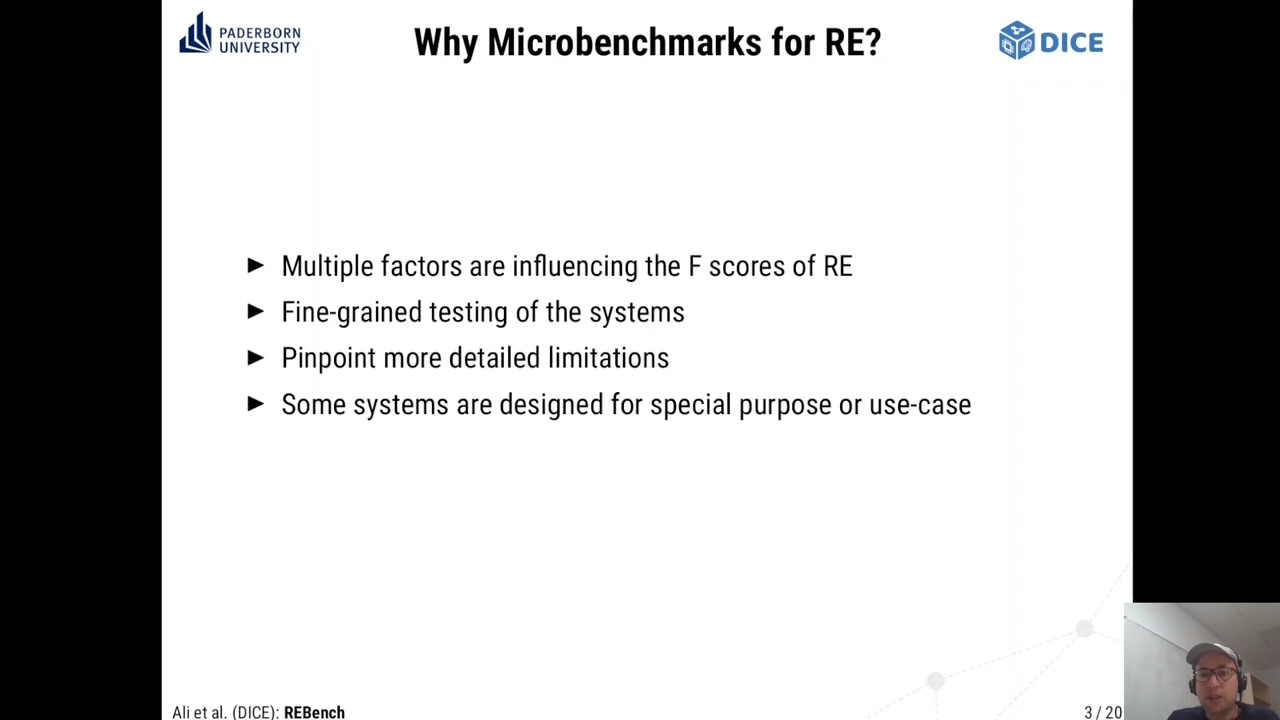 PADERBORN
UNIVERSITY
Why Microbenchmarks for RE?
DICE
► Multiple factors are influencing the F scores of RE
► Fine-grained testing of the systems
► Pinpoint more detailed limitations
► Some systems are designed for special purpose or use-case
Ali et al. (DICE): REBench
3 / 20